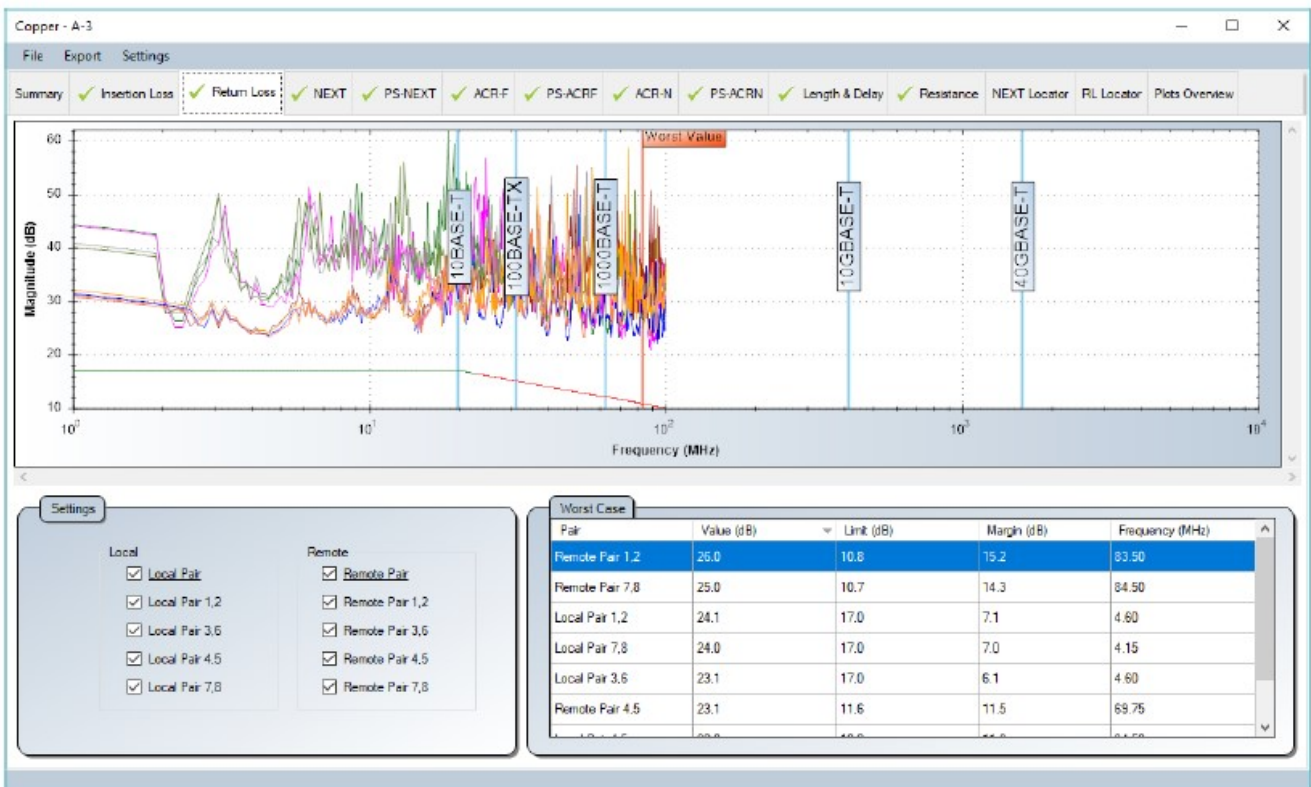 Copper - A-3
File Export Settings
Summary Insertion Loss Return Loss NEXT PS-NEXT ACR-F PS-ACRF ACR-N PS-ACRN Length & Delay Resistance NEXT Locator RL Locator Plots Overview
Worst Value
60
50
40
30
20
10
Magnitude (dB)
10BASE-T
100BASE-TX
1000BASE-T
10GBASE-T
40GBASE-T
10^0 10^1 10^2 10^3 10^4
Frequency (MHz)
Settings
Local Remote
Local Pair Remote Pair
Local Pair 1,2 Remote Pair 1,2
Local Pair 3,6 Remote Pair 3,6
Local Pair 4,5 Remote Pair 4,5
Local Pair 7,8 Remote Pair 7,8
Worst Case
Pair Value (dB) Limit (dB) Margin (dB) Frequency (MHz)
Remote Pair 1,2 26.0 10.8 15.2 83.50
Remote Pair 7,8 25.0 10.7 14.3 84.50
Local Pair 1,2 24.1 17.0 7.1 4.60
Local Pair 7,8 24.0 17.0 7.0 4.15
Local Pair 3,6 23.1 17.0 6.1 4.60
Remote Pair 4,5 23.1 11.6 11.5 69.75